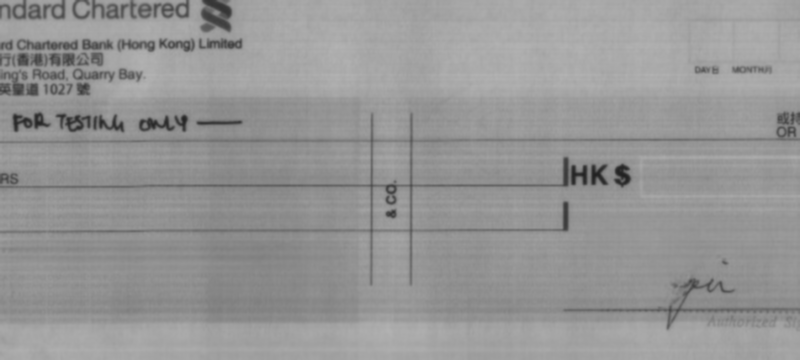 ndard Chartered
rd Chartered Bank (Hong Kong) Limited
行(香港)有限公司
ing's Road, Quarry Bay.
英皇道 1027 號
DAY日 MONTH月
FOR TESTING ONLY
或持
OR
RS
HK $
& CO.
Authorized Si